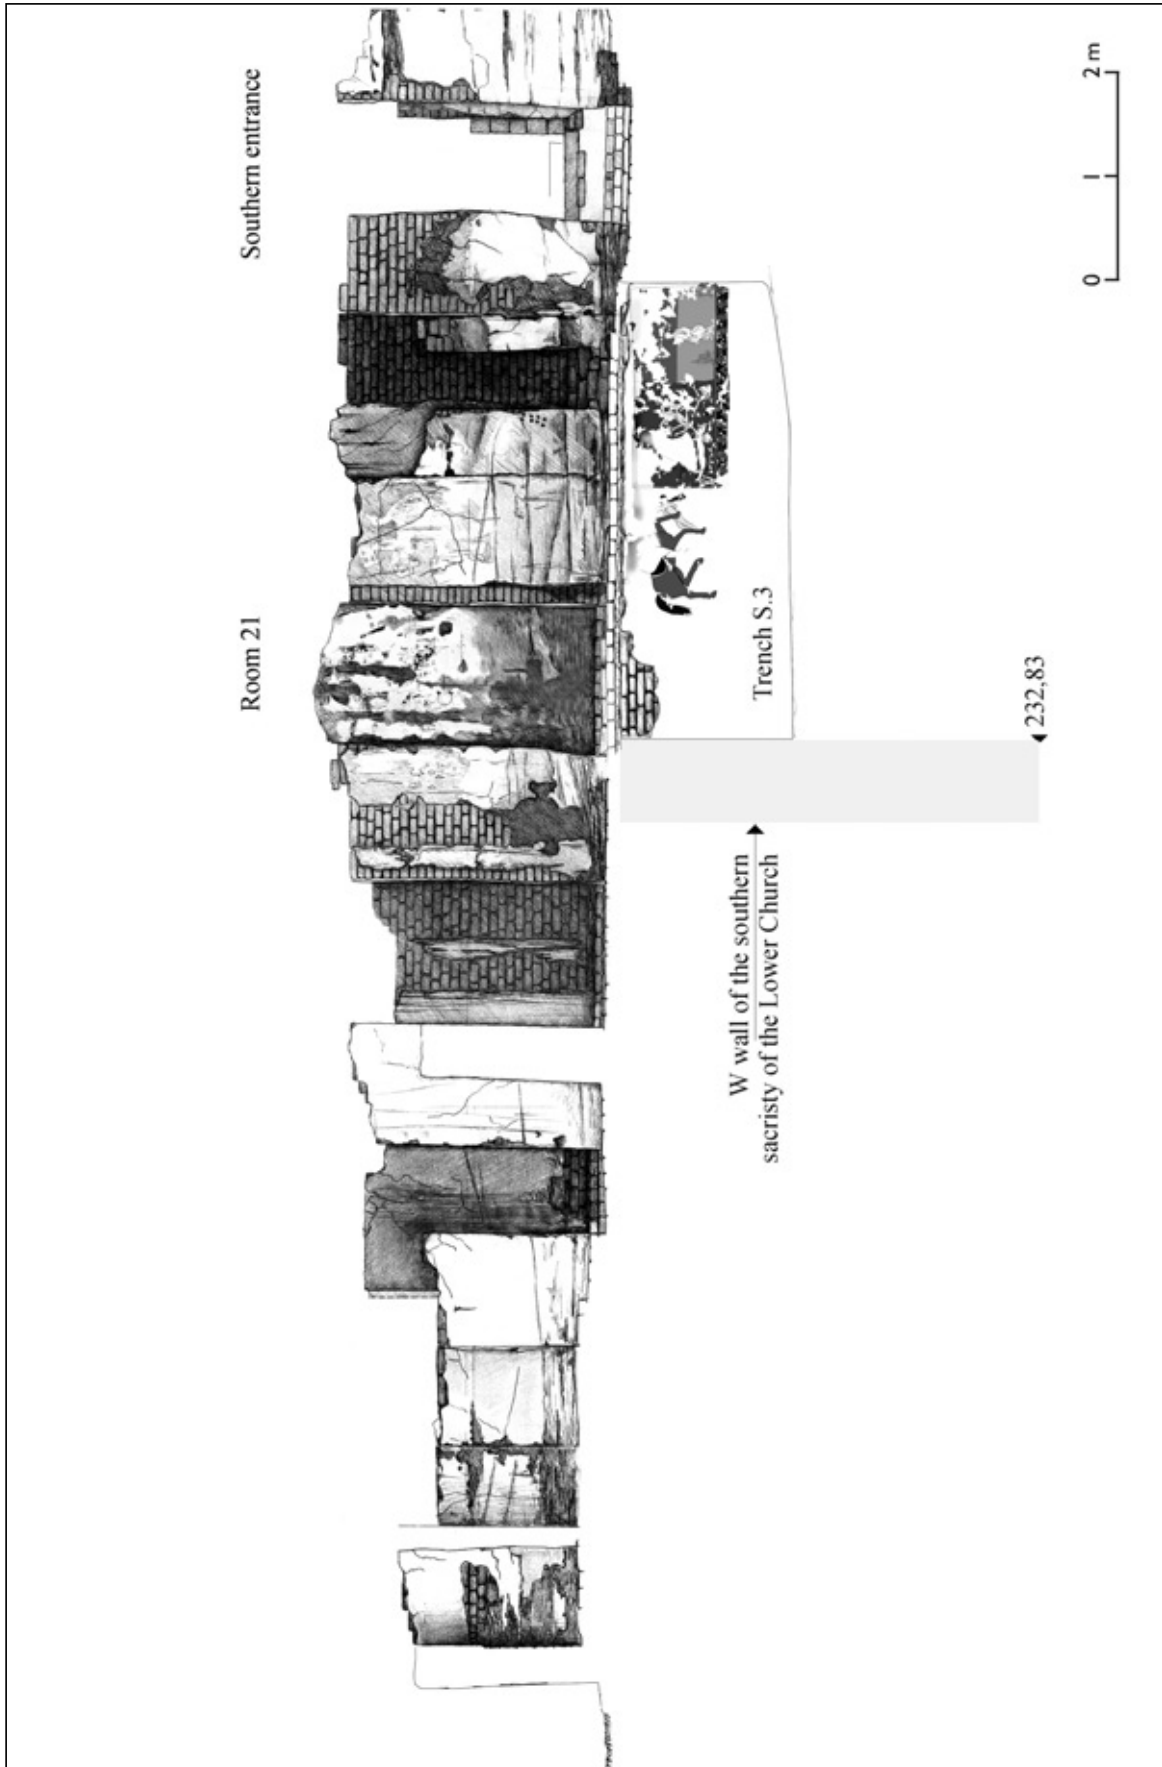 Southern entrance
Room 21
Trench S.3
232,83
W wall of the southern
sacristy of the Lower Church
0 1 2m